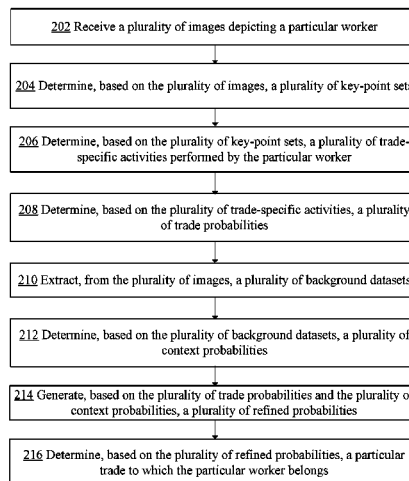 202 Receive a plurality of images depicting a particular worker
204 Determine, based on the plurality of images, a plurality of key-point sets
206 Determine, based on the plurality of key-point sets, a plurality of trade-
specific activities performed by the particular worker
208 Determine, based on the plurality of trade-specific activities, a plurality
of trade probabilities
210 Extract, from the plurality of images, a plurality of background datasets
212 Determine, based on the plurality of background datasets, a plurality of
context probabilities
214 Generate, based on the plurality of trade probabilities and the plurality of
context probabilities, a plurality of refined probabilities
216 Determine, based on the plurality of refined probabilities, a particular
trade to which the particular worker belongs